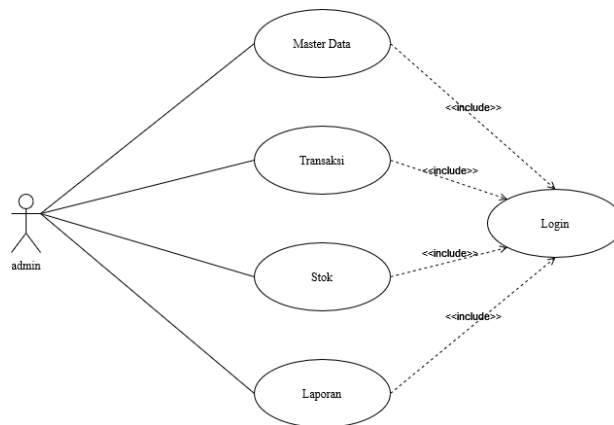 Master Data
<<include>>
Transaksi
<<include>>
admin
Login
Stok
<<include>>
<<include>>
Laporan